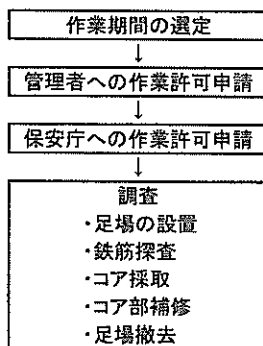 作業期間の選定
↓
管理者への作業許可申請
↓
保安庁への作業許可申請
↓
調査
・足場の設置
・鉄筋探査
・コア採取
・コア部補修
・足場撤去